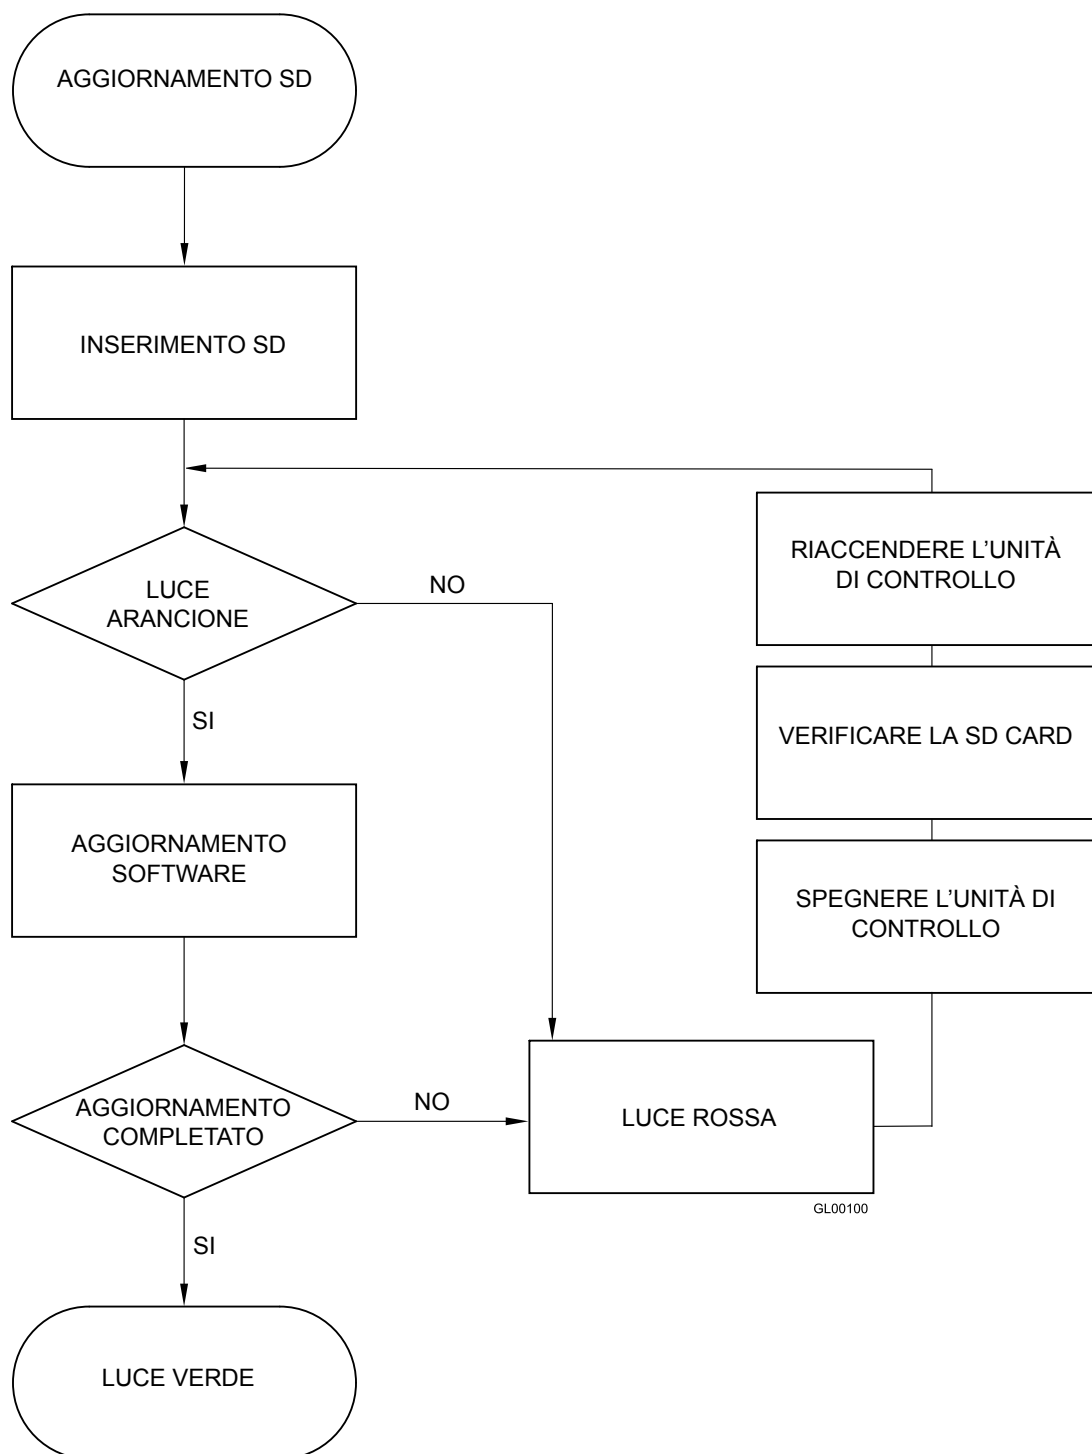 AGGIORNAMENTO SD
INSERIMENTO SD
LUCE
ARANCIONE
NO
SI
AGGIORNAMENTO
SOFTWARE
AGGIORNAMENTO
COMPLETATO
NO
SI
LUCE VERDE
LUCE ROSSA
GL00100
SPEGNERE L’UNITÀ DI
CONTROLLO
VERIFICARE LA SD CARD
RIACCENDERE L’UNITÀ
DI CONTROLLO